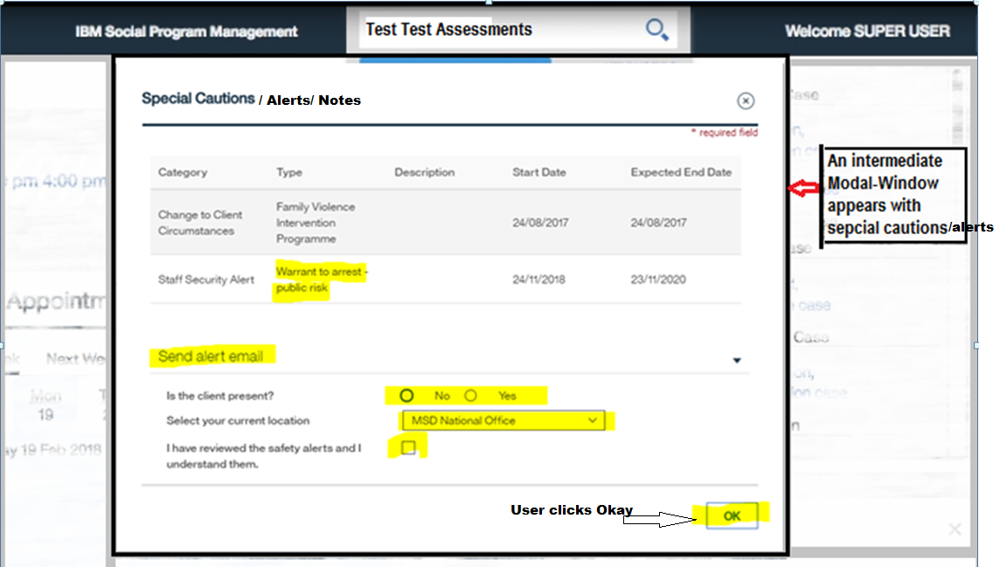 IBM Social Program Management
Test Test Assessments
Welcome SUPER USER
Special Cautions / Alerts/ Notes
* required field
Category Type Description Start Date Expected End Date
Change to Client
Circumstances
Family Violence
Intervention
Programme
24/08/2017 24/08/2017
Staff Security Alert
Warrant to arrest -
public risk
24/11/2018 23/11/2020
Send alert email
Is the client present? No Yes
Select your current location MSD National Office
I have reviewed the safety alerts and I
understand them.
User clicks Okay
OK
An intermediate
Modal-Window
appears with
sepcial cautions/alerts
pm 4:00 pm
Appointm
Next We
Mon
19
19 Feb 2018
case
Case